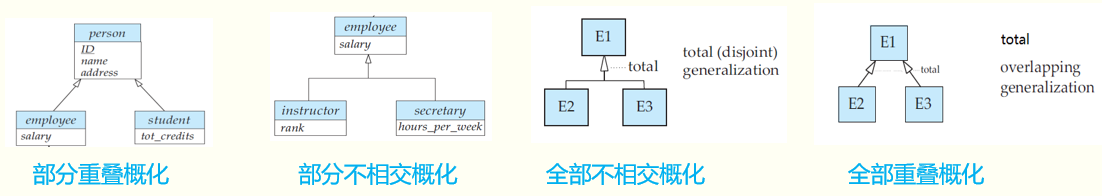 person
ID
name
address
employee
salary
student
tot_credits
部分重叠概化
employee
salary
instructor
rank
secretary
hours_per_week
部分不相交概化
E1
total
E2
E3
total (disjoint)
generalization
全部不相交概化
E1
total
E2
E3
total
overlapping
generalization
全部重叠概化